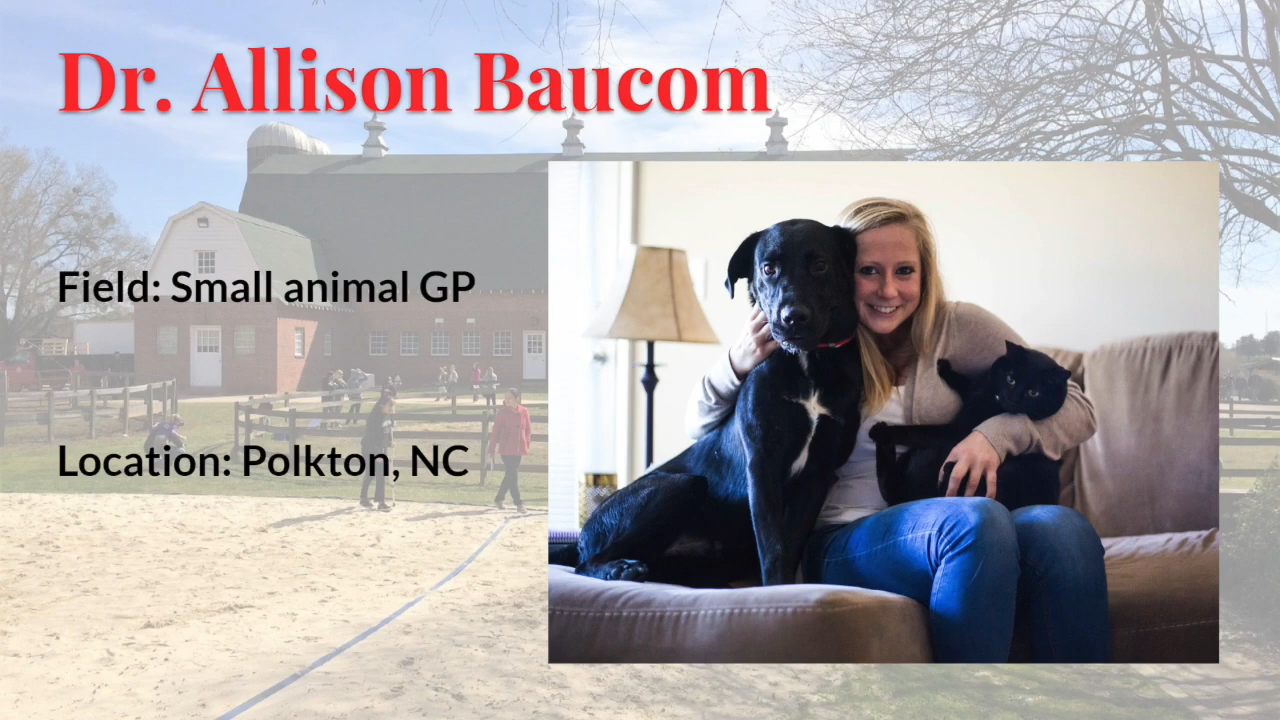 Dr. Allison Baucom
Field: Small animal GP
Location: Polkton, NC